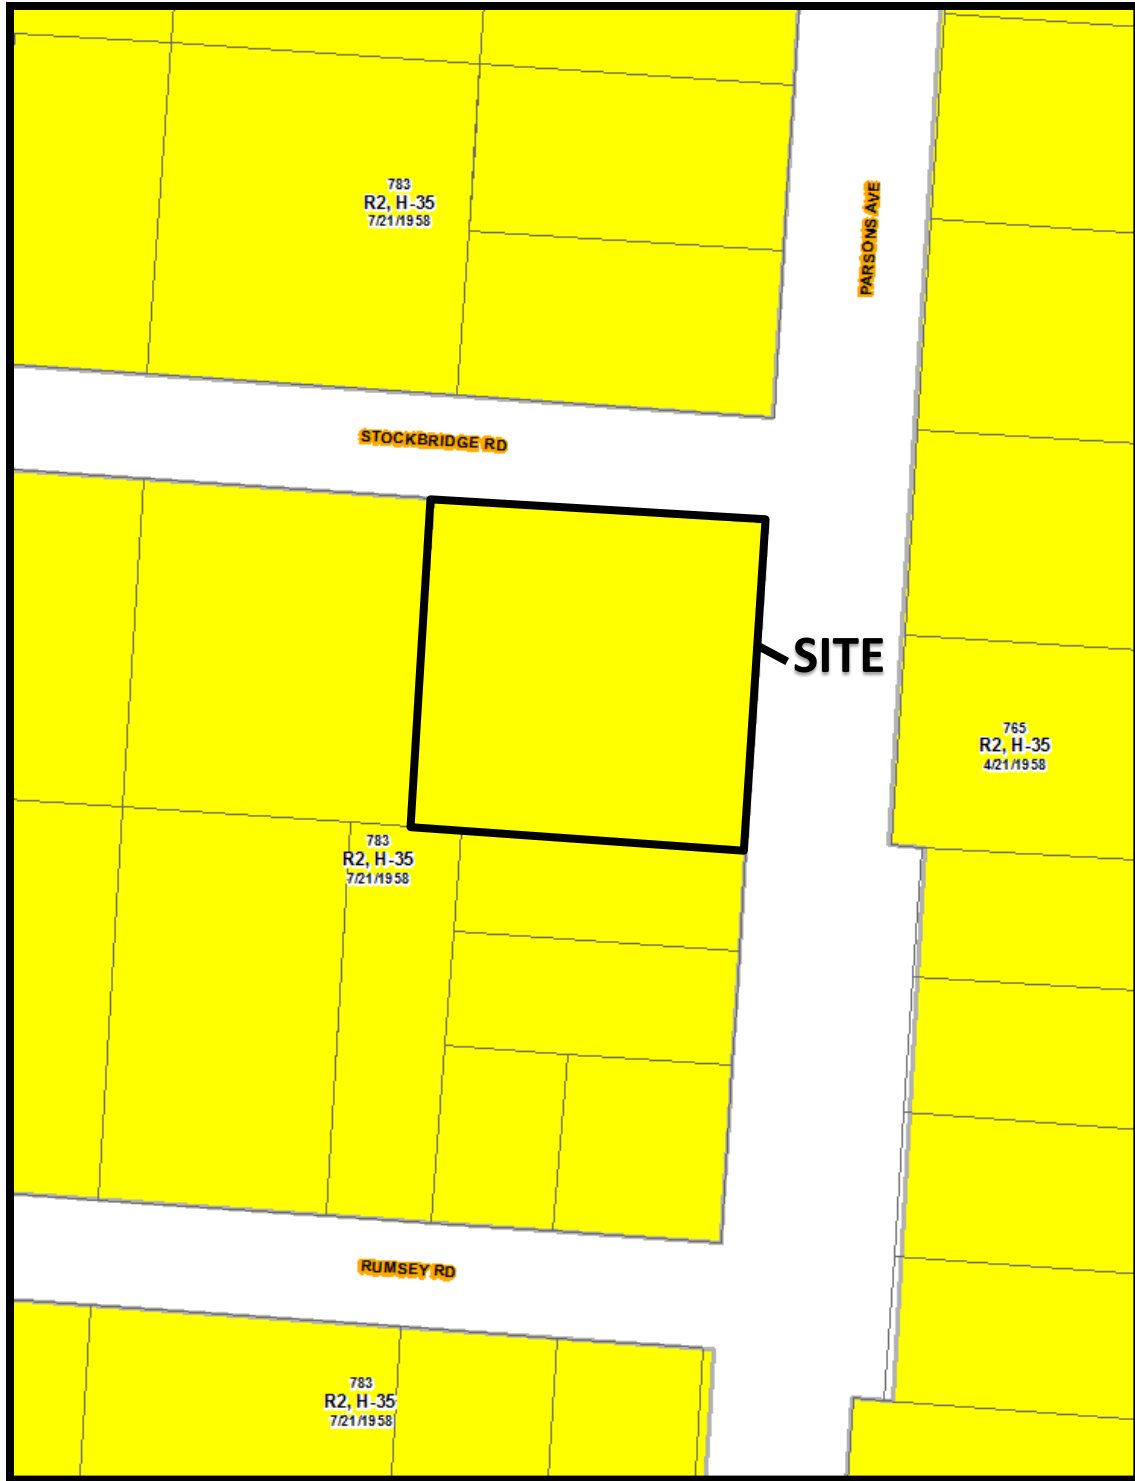 783
R2, H-35
7/21/1958
PARSONS AVE
STOCKBRIDGE RD
SITE
765
R2, H-35
4/21/1958
783
R2, H-35
7/21/1958
RUMSEY RD
783
R2, H-35
7/21/1958